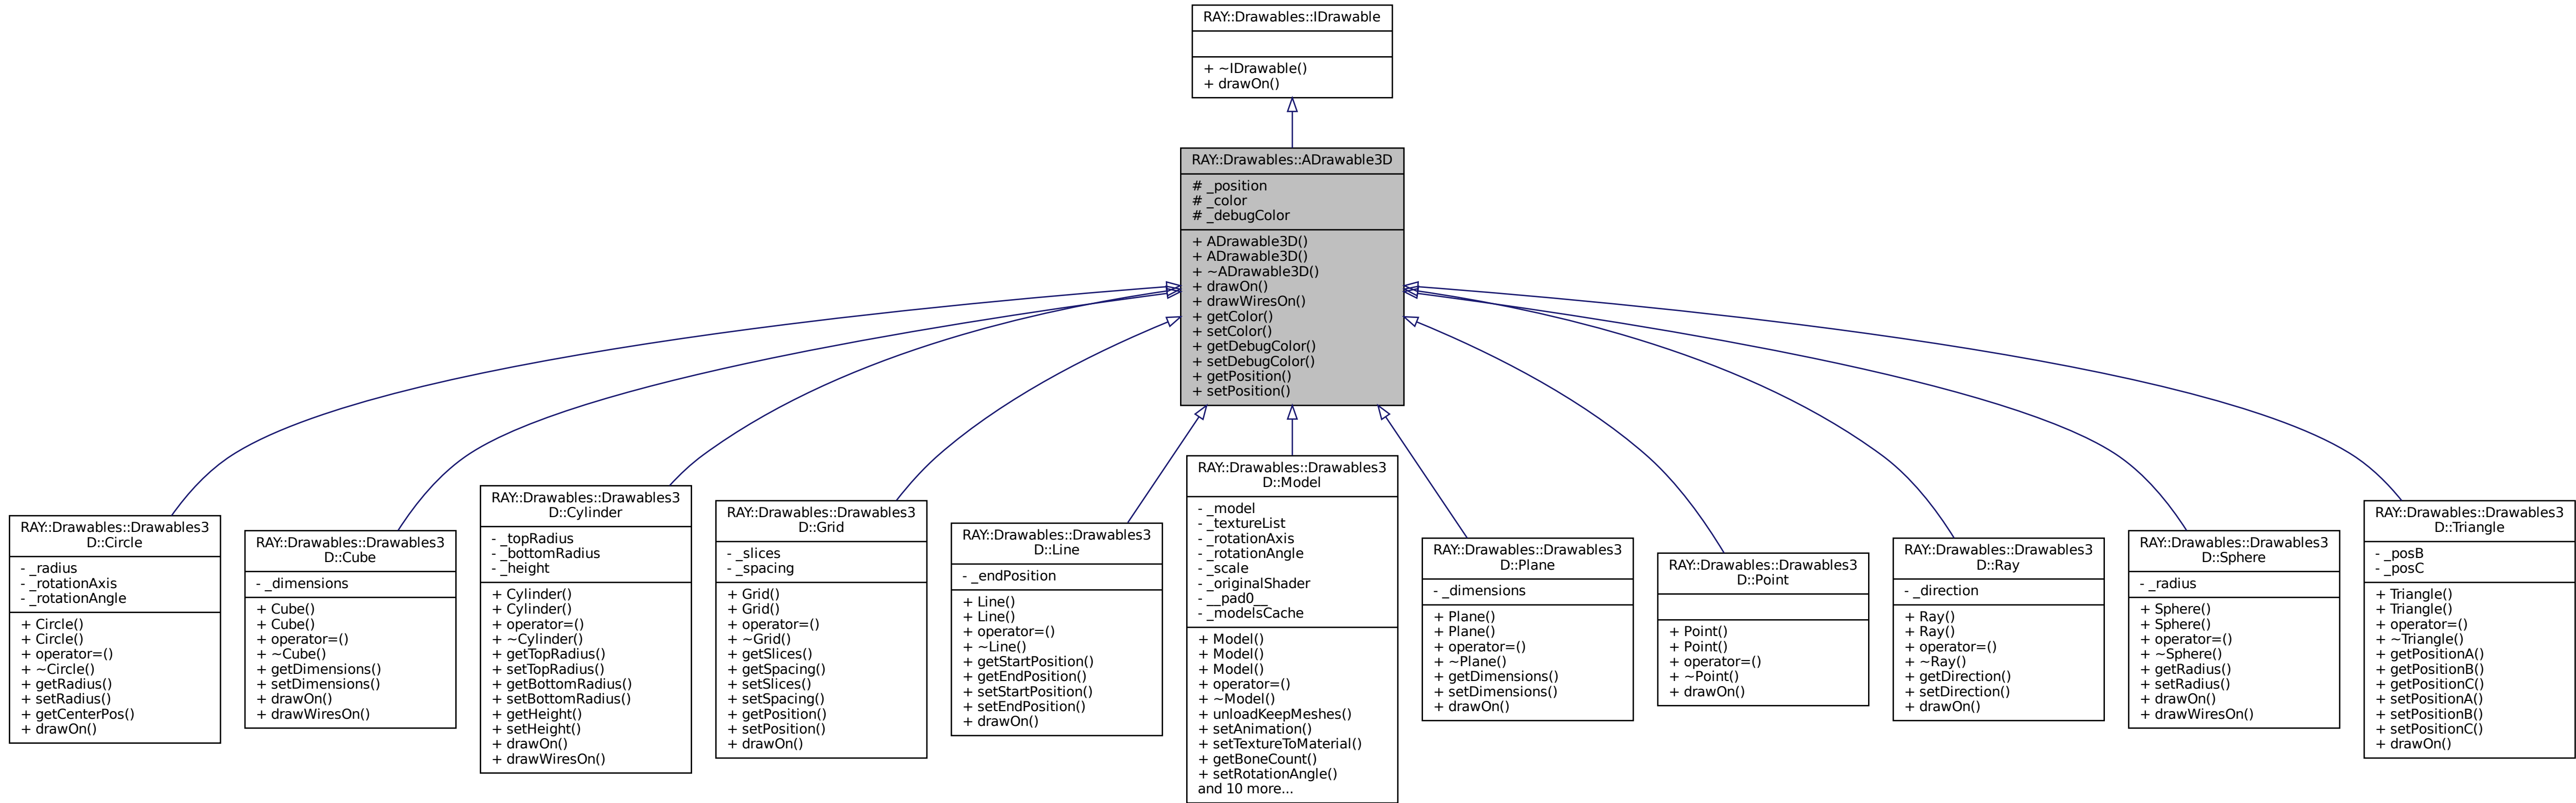 RAY::Drawables::IDrawable
+ ~IDrawable()
+ drawOn()
RAY::Drawables::ADrawable3D
# _position
# _color
# _debugColor
+ ADrawable3D()
+ ADrawable3D()
+ ~ADrawable3D()
+ drawOn()
+ drawWiresOn()
+ getColor()
+ setColor()
+ getDebugColor()
+ setDebugColor()
+ getPosition()
+ setPosition()
RAY::Drawables::Drawables3
D::Circle
- _radius
- _rotationAxis
- _rotationAngle
+ Circle()
+ Circle()
+ operator=()
+ ~Circle()
+ getRadius()
+ setRadius()
+ getCenterPos()
+ drawOn()
RAY::Drawables::Drawables3
D::Cube
- _dimensions
+ Cube()
+ Cube()
+ operator=()
+ ~Cube()
+ getDimensions()
+ setDimensions()
+ drawOn()
+ drawWiresOn()
RAY::Drawables::Drawables3
D::Cylinder
- _topRadius
- _bottomRadius
- _height
+ Cylinder()
+ Cylinder()
+ operator=()
+ ~Cylinder()
+ getTopRadius()
+ setTopRadius()
+ getBottomRadius()
+ setBottomRadius()
+ getHeight()
+ setHeight()
+ drawOn()
+ drawWiresOn()
RAY::Drawables::Drawables3
D::Grid
- _slices
- _spacing
+ Grid()
+ Grid()
+ operator=()
+ ~Grid()
+ getSlices()
+ getSpacing()
+ setSlices()
+ setSpacing()
+ getPosition()
+ setPosition()
+ drawOn()
RAY::Drawables::Drawables3
D::Line
- _endPosition
+ Line()
+ Line()
+ operator=()
+ ~Line()
+ getStartPosition()
+ getEndPosition()
+ setStartPosition()
+ setEndPosition()
+ drawOn()
RAY::Drawables::Drawables3
D::Model
- _model
- _textureList
- _rotationAxis
- _rotationAngle
- _scale
- _originalShader
- __pad0__
- _modelsCache
+ Model()
+ Model()
+ Model()
+ operator=()
+ ~Model()
+ unloadKeepMeshes()
+ setAnimation()
+ setTextureToMaterial()
+ getBoneCount()
+ setRotationAngle()
and 10 more...
RAY::Drawables::Drawables3
D::Plane
- _dimensions
+ Plane()
+ Plane()
+ operator=()
+ ~Plane()
+ getDimensions()
+ setDimensions()
+ drawOn()
RAY::Drawables::Drawables3
D::Point
+ Point()
+ Point()
+ operator=()
+ ~Point()
+ drawOn()
RAY::Drawables::Drawables3
D::Ray
- _direction
+ Ray()
+ Ray()
+ operator=()
+ ~Ray()
+ getDirection()
+ setDirection()
+ drawOn()
RAY::Drawables::Drawables3
D::Sphere
- _radius
+ Sphere()
+ Sphere()
+ operator=()
+ ~Sphere()
+ getRadius()
+ setRadius()
+ drawOn()
+ drawWiresOn()
RAY::Drawables::Drawables3
D::Triangle
- _posB
- _posC
+ Triangle()
+ Triangle()
+ operator=()
+ ~Triangle()
+ getPositionA()
+ getPositionB()
+ getPositionC()
+ setPositionA()
+ setPositionB()
+ setPositionC()
+ drawOn()